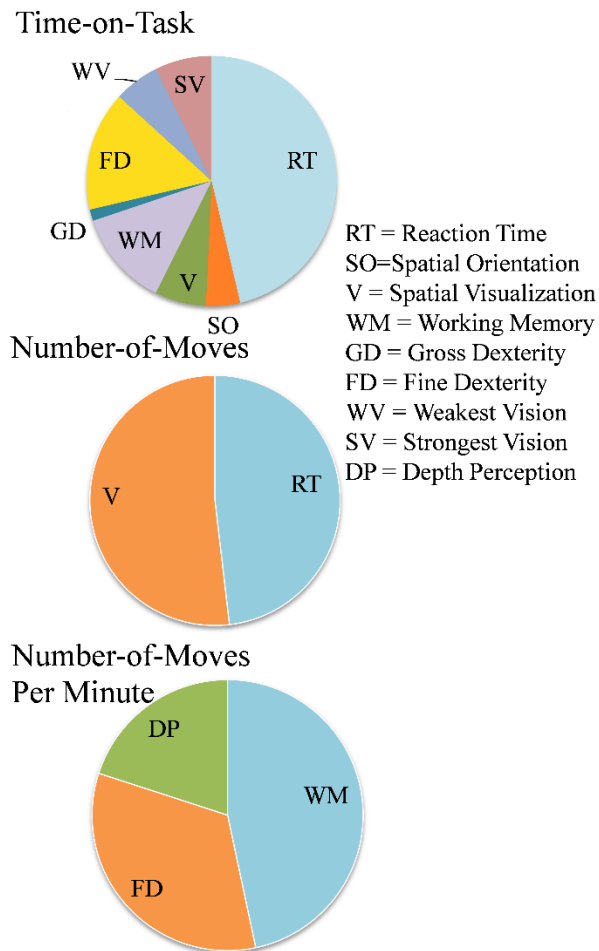 Time-on-Task
WV
SV
FD
RT
GD
WM
V
SO
RT = Reaction Time
SO=Spatial Orientation
V = Spatial Visualization
WM = Working Memory
GD = Gross Dexterity
FD = Fine Dexterity
WV = Weakest Vision
SV = Strongest Vision
DP = Depth Perception
Number-of-Moves
V
RT
Number-of-Moves
Per Minute
DP
WM
FD